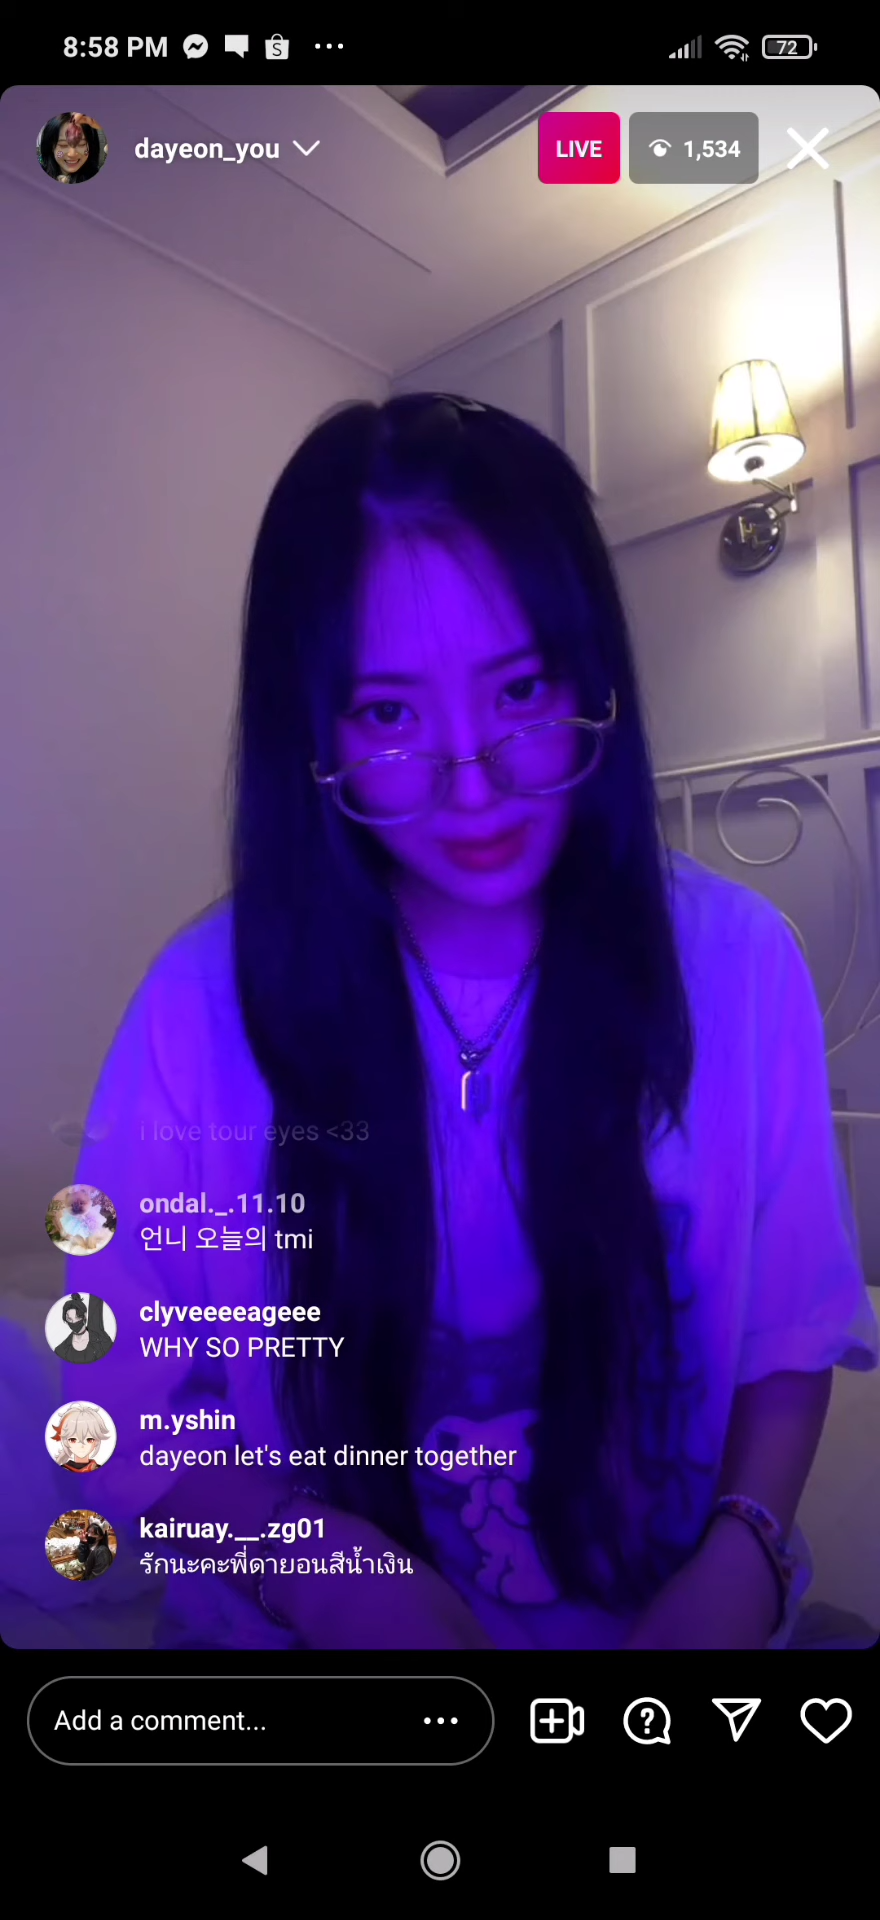 8:58 PM
72
dayeon_you
LIVE
1,534
i love tour eyes <33
ondal._.11.10
언니 오늘의 tmi
clyveeeeageee
WHY SO PRETTY
m.yshin
dayeon let's eat dinner together
kairuay.__.zg01
รักนะคะพี่ดายอนสีน้ำเงิน
Add a comment...